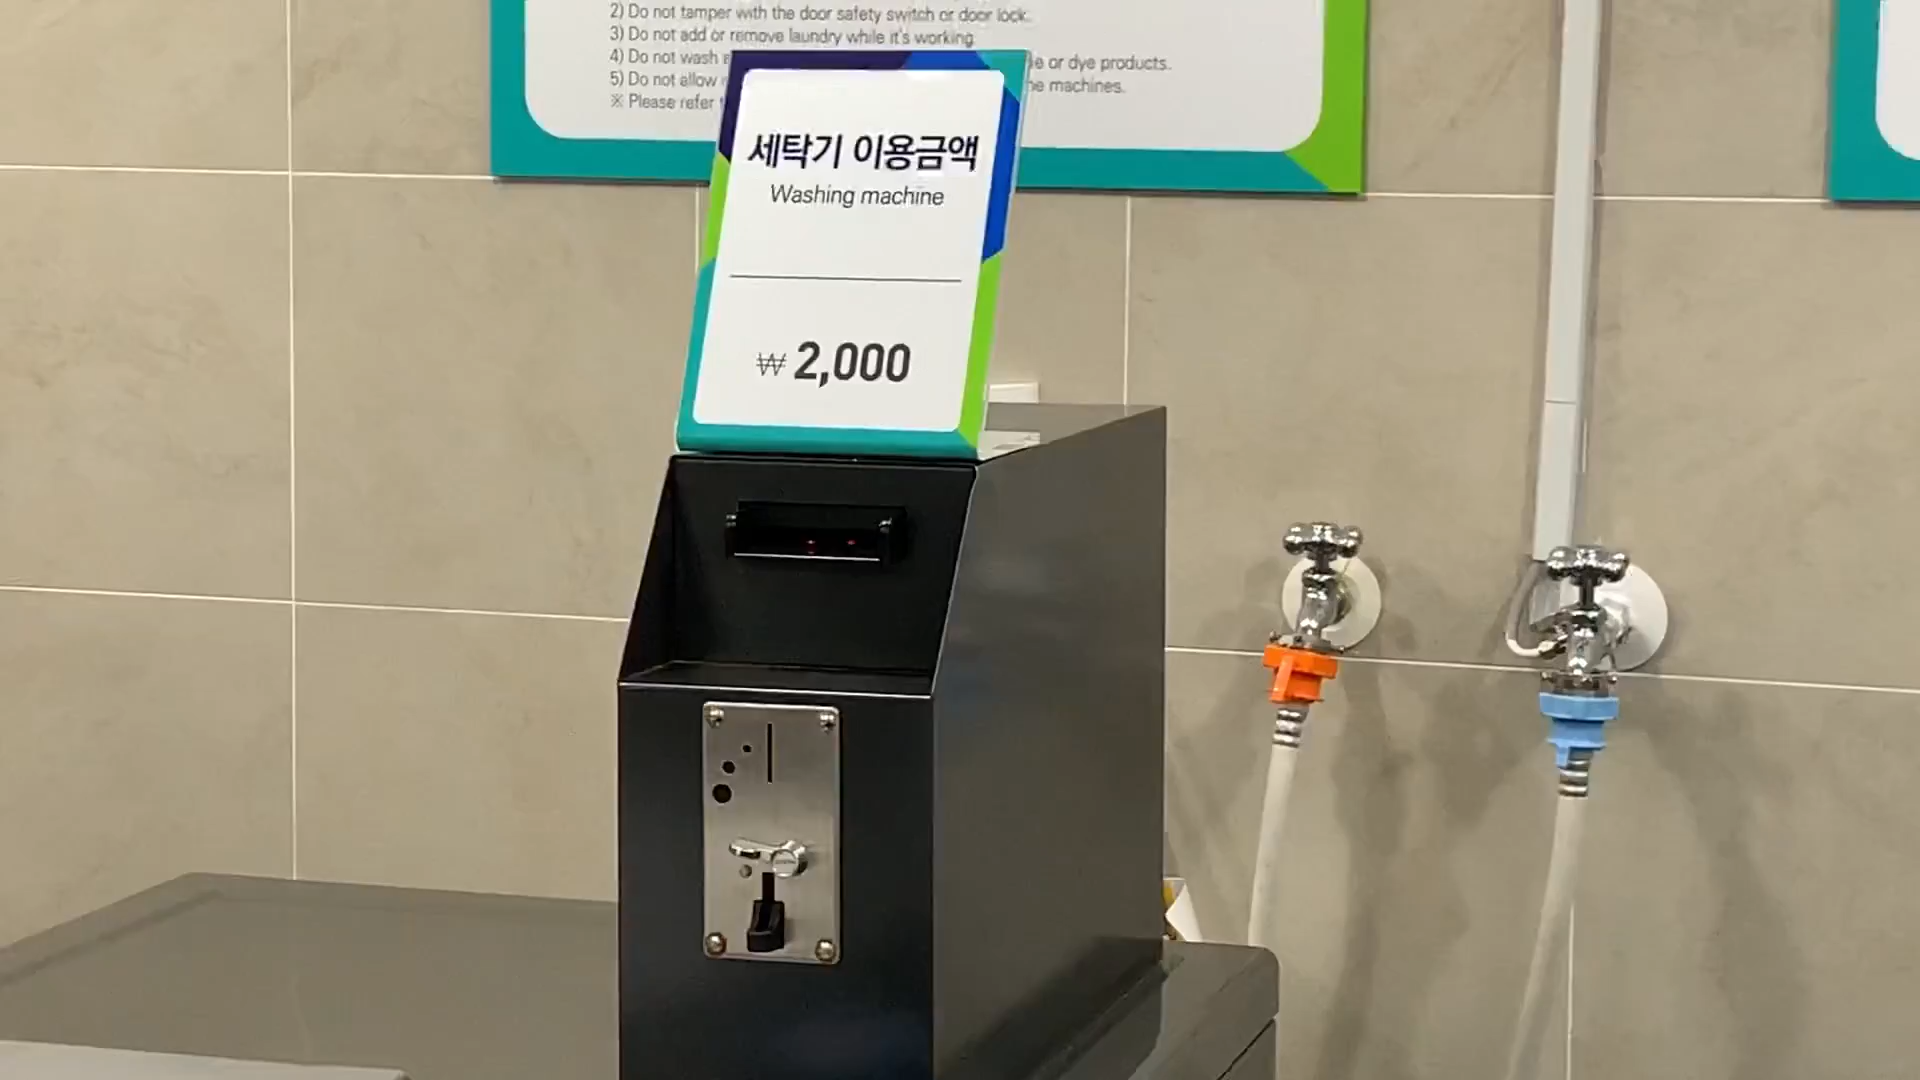 2) Do not tamper with the door safety switch or door lock.
3) Do not add or remove laundry while it's working.
4) Do not wash
or dye products.
5) Do not allow
machines.
※ Please refer
세탁기 이용금액
Washing machine
₩ 2,000